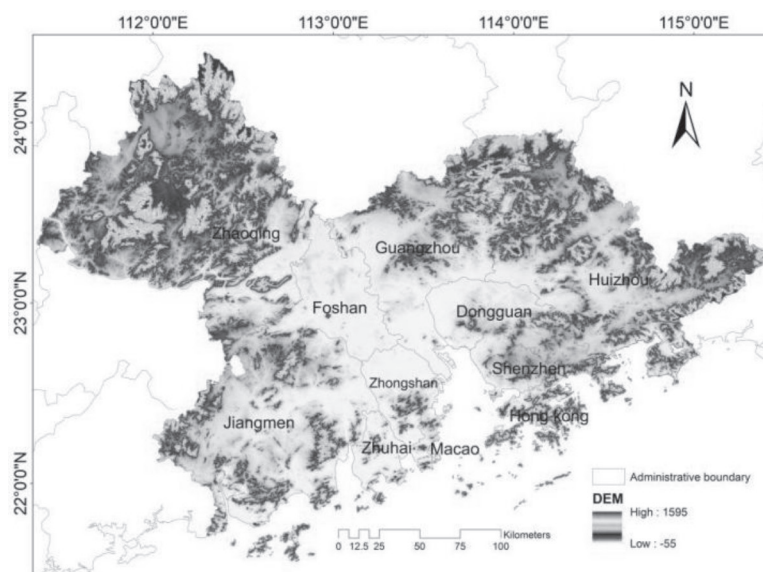 112°0'0"E
113°0'0"E
114°0'0"E
115°0'0"E
24°0'0"N
23°0'0"N
22°0'0"N
N
Zhaoqing
Guangzhou
Huizhou
Foshan
Dongguan
Shenzhen
Zhongshan
Hong kong
Jiangmen
Zhuhai
Macao
Administrative boundary
DEM
High : 1595
Low : -55
Kilometers
0 12.5 25 50 75 100